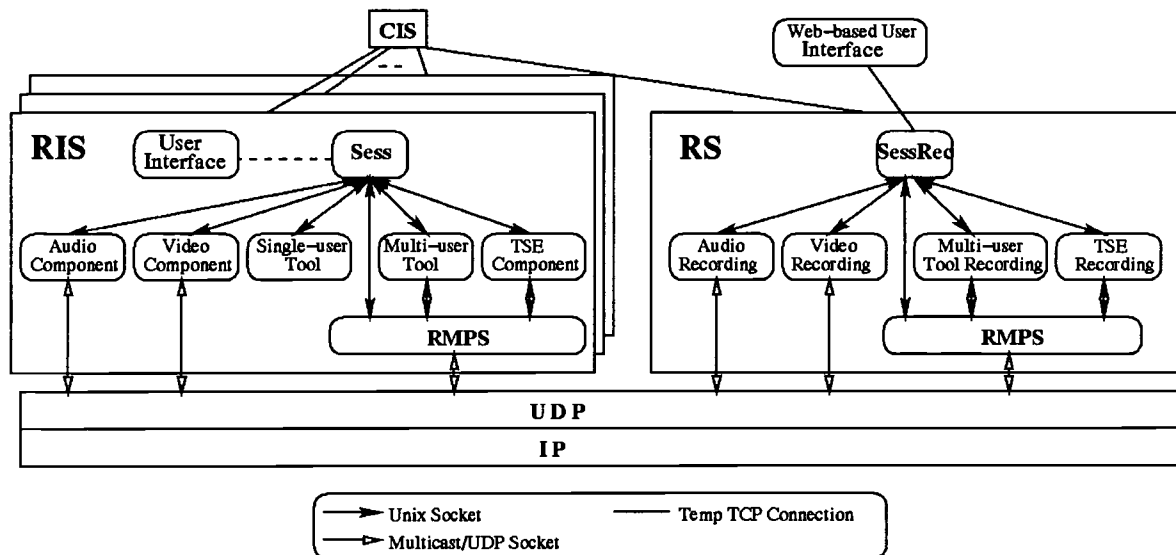 CIS
Web-based User
Interface
RIS
User
Interface
Sess
RS
SessRec
Audio
Component
Video
Component
Single-user
Tool
Multi-user
Tool
TSE
Component
Audio
Recording
Video
Recording
Multi-user
Tool Recording
TSE
Recording
RMPS
RMPS
UDP
IP
Unix Socket
Temp TCP Connection
Multicast/UDP Socket